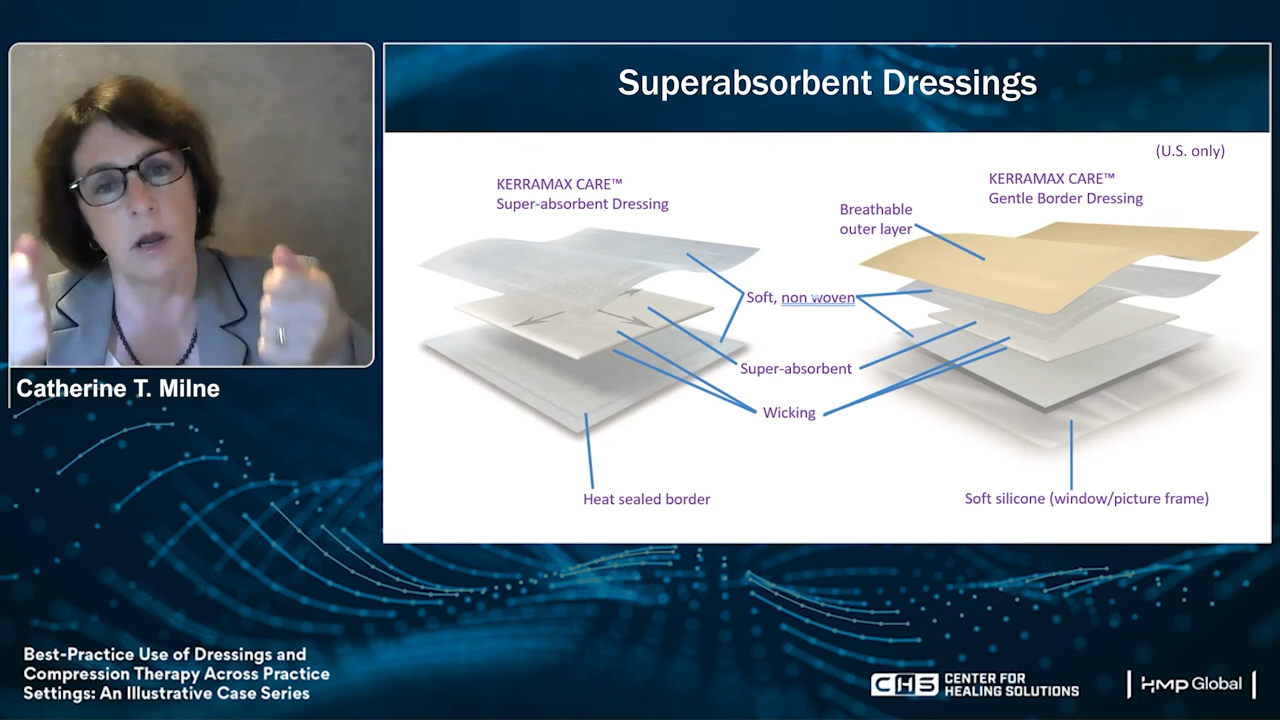 Superabsorbent Dressings
(U.S. only)
KERRAMAX CARE™
Super-absorbent Dressing
KERRAMAX CARE™
Gentle Border Dressing
Breathable
outer layer
Soft, non woven
Super-absorbent
Wicking
Heat sealed border
Soft silicone (window/picture frame)
Catherine T. Milne
Best-Practice Use of Dressings and
Compression Therapy Across Practice
Settings: An Illustrative Case Series
CHS CENTER FOR
HEALING SOLUTIONS
HMP Global